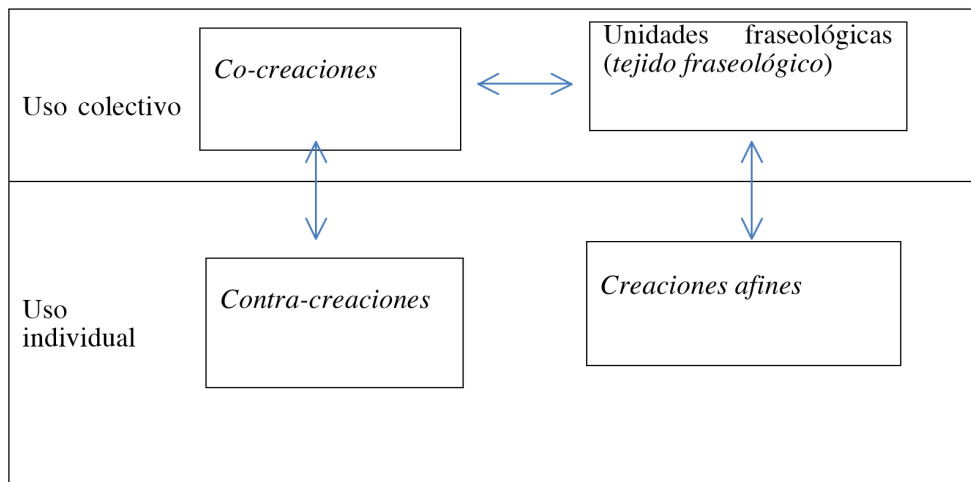 Co-creaciones
Unidades fraseológicas
(tejido fraseológico)
Uso colectivo
Contra-creaciones
Creaciones afines
Uso
individual